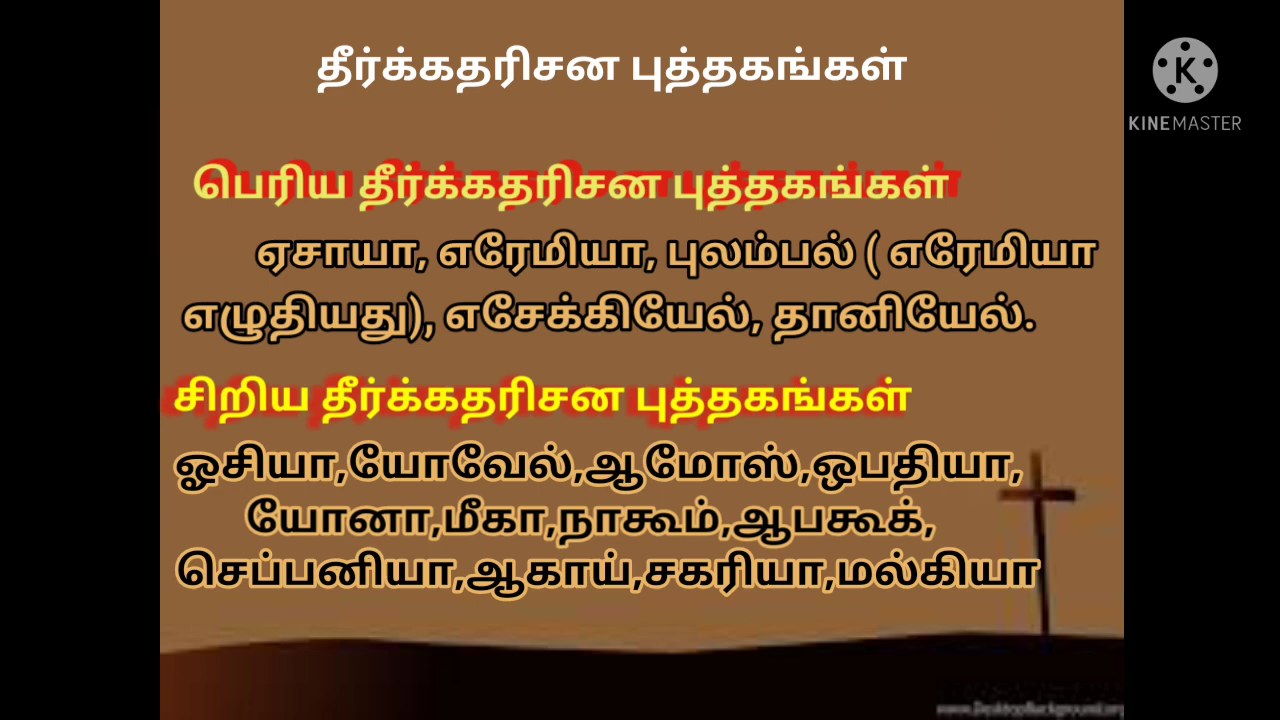 தீர்க்கதரிசன புத்தகங்கள்
KINEMASTER
பெரிய தீர்க்கதரிசன புத்தகங்கள்
ஏசாயா, எரேமியா, புலம்பல் ( எரேமியா
எழுதியது), எசேக்கியேல், தானியேல்.
சிறிய தீர்க்கதரிசன புத்தகங்கள்
ஓசியா,யோவேல்,ஆமோஸ்,ஒபதியா,
யோனா,மீகா,நாகூம்,ஆபகூக்,
செப்பனியா,ஆகாய்,சகரியா,மல்கியா